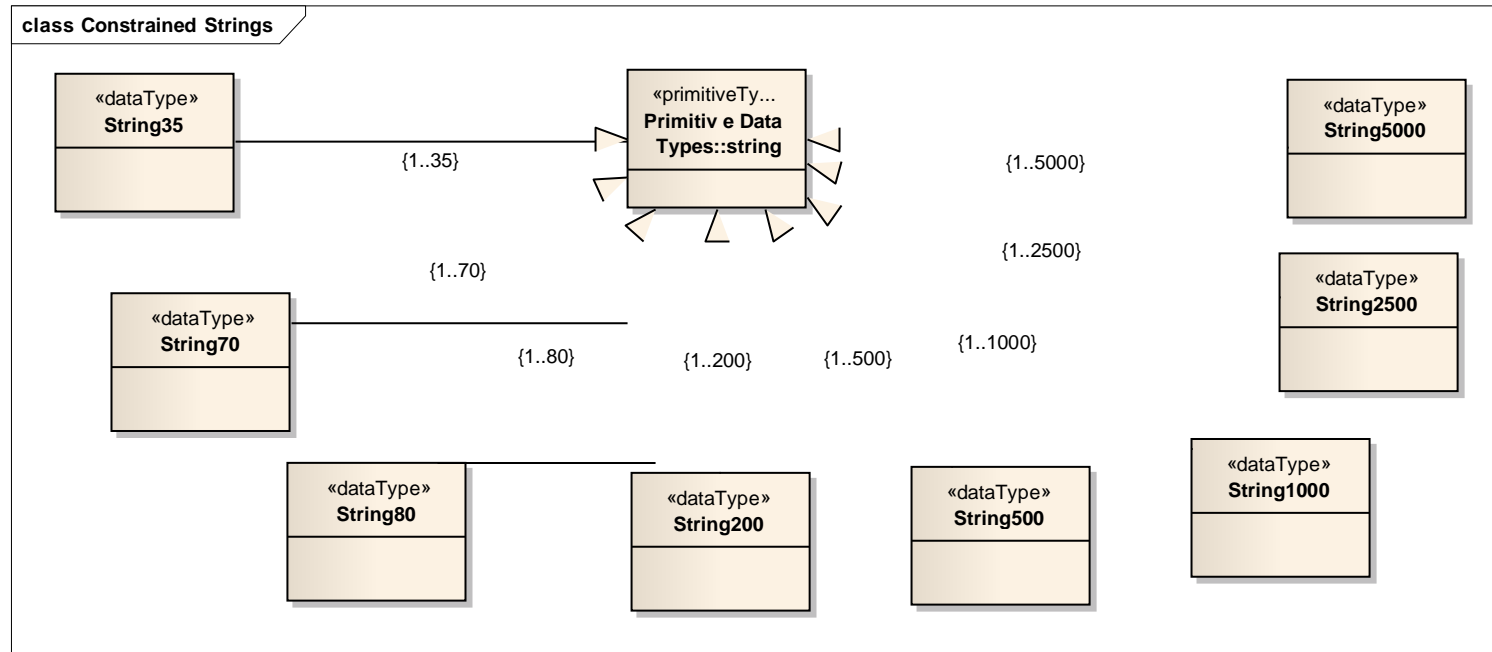 class Constrained Strings
«dataType»
String35
«primitiveTy...
Primitiv e Data
Types::string
«dataType»
String5000
{1..35}
{1..5000}
{1..70}
{1..2500}
«dataType»
String2500
«dataType»
String70
{1..80}
{1..200}
{1..500}
{1..1000}
«dataType»
String80
«dataType»
String200
«dataType»
String500
«dataType»
String1000